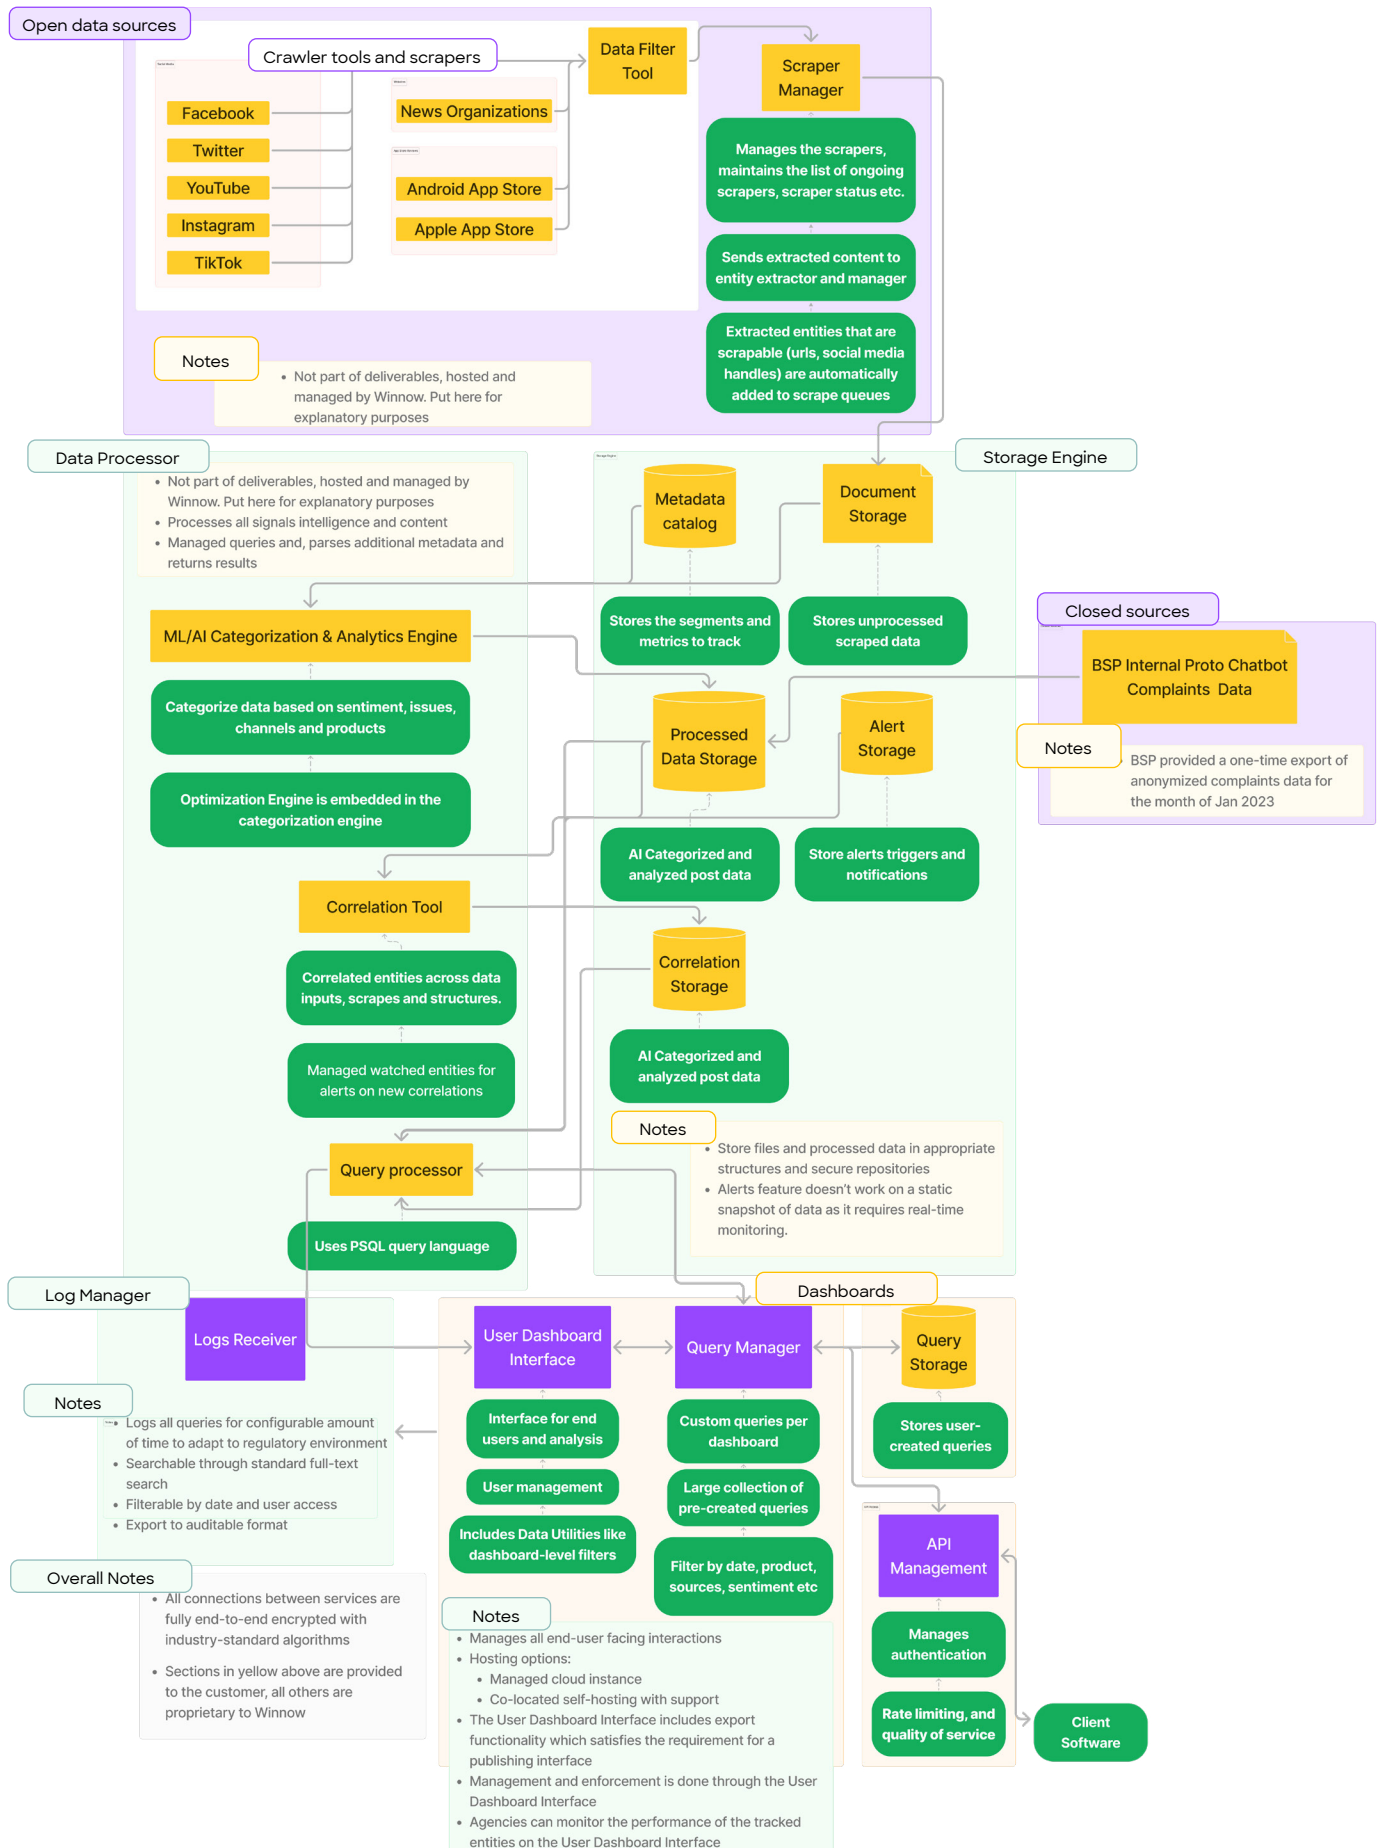 Open data sources
Crawler tools and scrapers
Facebook
Twitter
YouTube
Instagram
TikTok
News Organizations
Android App Store
Apple App Store
Data Filter
Tool
Scraper
Manager
Manages the scrapers,
maintains the list of ongoing
scrapers, scraper status etc.
Sends extracted content to
entity extractor and manager
Extracted entities that are
scrapable (urls, social media
handles) are automatically
added to scrape queues
Notes
• Not part of deliverables, hosted and
managed by Winnow. Put here for
explanatory purposes
Data Processor
• Not part of deliverables, hosted and managed by
Winnow. Put here for explanatory purposes
• Processes all signals intelligence and content
• Managed queries and, parses additional metadata and
returns results
ML/AI Categorization & Analytics Engine
Categorize data based on sentiment, issues,
channels and products
Optimization Engine is embedded in the
categorization engine
Correlation Tool
Correlated entities across data
inputs, scrapes and structures.
Managed watched entities for
alerts on new correlations
Query processor
Uses PSQL query language
Storage Engine
Metadata
catalog
Document
Storage
Stores the segments and
metrics to track
Stores unprocessed
scraped data
Processed
Data Storage
Alert
Storage
AI Categorized and
analyzed post data
Store alerts triggers and
notifications
Correlation
Storage
AI Categorized and
analyzed post data
Notes
• Store files and processed data in appropriate
structures and secure repositories
• Alerts feature doesn't work on a static
snapshot of data as it requires real-time
monitoring.
Closed sources
BSP Internal Proto Chatbot
Complaints Data
Notes
• BSP provided a one-time export of
anonymized complaints data for
the month of Jan 2023
Log Manager
Logs Receiver
Notes
• Logs all queries for configurable amount
of time to adapt to regulatory environment
• Searchable through standard full-text
search
• Filterable by date and user access
• Export to auditable format
Overall Notes
• All connections between services are
fully end-to-end encrypted with
industry-standard algorithms
• Sections in yellow above are provided
to the customer, all others are
proprietary to Winnow
Dashboards
User Dashboard
Interface
Interface for end
users and analysis
User management
Includes Data Utilities like
dashboard-level filters
Query Manager
Custom queries per
dashboard
Large collection of
pre-created queries
Filter by date, product,
sources, sentiment etc
Query
Storage
Stores user-
created queries
API
Management
Manages
authentication
Rate limiting, and
quality of service
Client
Software
Notes
• Manages all end-user facing interactions
• Hosting options:
• Managed cloud instance
• Co-located self-hosting with support
• The User Dashboard Interface includes export
functionality which satisfies the requirement for a
publishing interface
• Management and enforcement is done through the User
Dashboard Interface
• Agencies can monitor the performance of the tracked
entities on the User Dashboard Interface